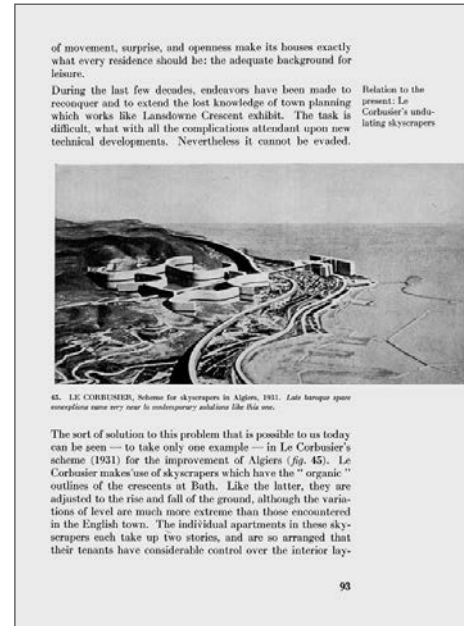 of movement, surprise, and openness make its houses exactly
what every residence should be: the adequate background for
leisure.
During the last few decades, endeavors have been made to
reconquer and to extend the lost knowledge of town planning
which works like Lansdowne Crescent exhibit. The task is
difficult, what with all the complications attendant upon new
technical developments. Nevertheless it cannot be evaded.
Relation to the
present: Le
Corbusier's undu-
lating skyscrapers
45. LE CORBUSIER, Scheme for skyscrapers in Algiers, 1931. Late baroque space
conceptions came very near to contemporary solutions like this one.
The sort of solution to this problem that is possible to us today
can be seen — to take only one example — in Le Corbusier's
scheme (1931) for the improvement of Algiers (fig. 45). Le
Corbusier makes use of skyscrapers which have the " organic "
outlines of the crescents at Bath. Like the latter, they are
adjusted to the rise and fall of the ground, although the varia-
tions of level are much more extreme than those encountered
in the English town. The individual apartments in these sky-
scrapers each take up two stories, and are so arranged that
their tenants have considerable control over the interior lay-
93